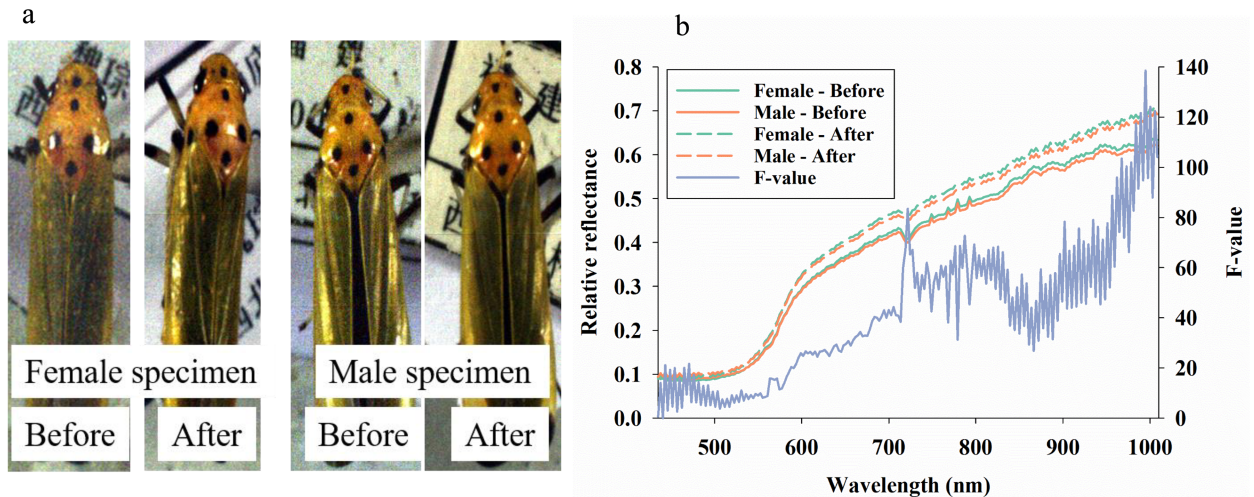 a
Female specimen
Before After
Male specimen
Before After
b
Female - Before
Male - Before
Female - After
Male - After
F-value
Relative reflectance
0.8
0.7
0.6
0.5
0.4
0.3
0.2
0.1
0.0
140
120
100
80
60
40
20
0
F-value
500 600 700 800 900 1000
Wavelength (nm)
建